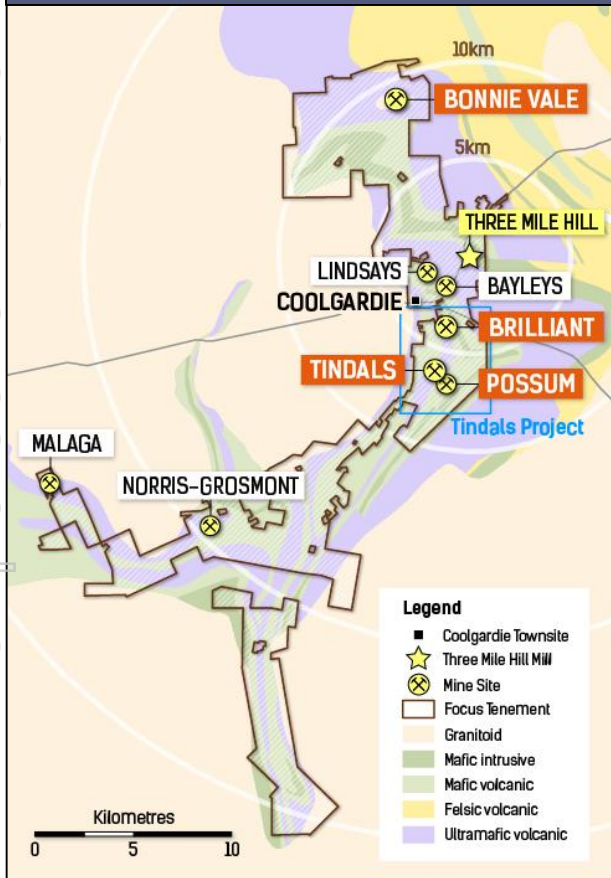 10km
BONNIE VALE
5km
THREE MILE HILL
LINDSAYS
BAYLEYS
COOLGARDIE
BRILLIANT
TINDALS
POSSUM
Tindals Project
MALAGA
NORRIS-GROSMONT
Legend
Coolgardie Townsite
Three Mile Hill Mill
Mine Site
Focus Tenement
Granitoid
Mafic intrusive
Mafic volcanic
Felsic volcanic
Ultramafic volcanic
Kilometres
0 5 10